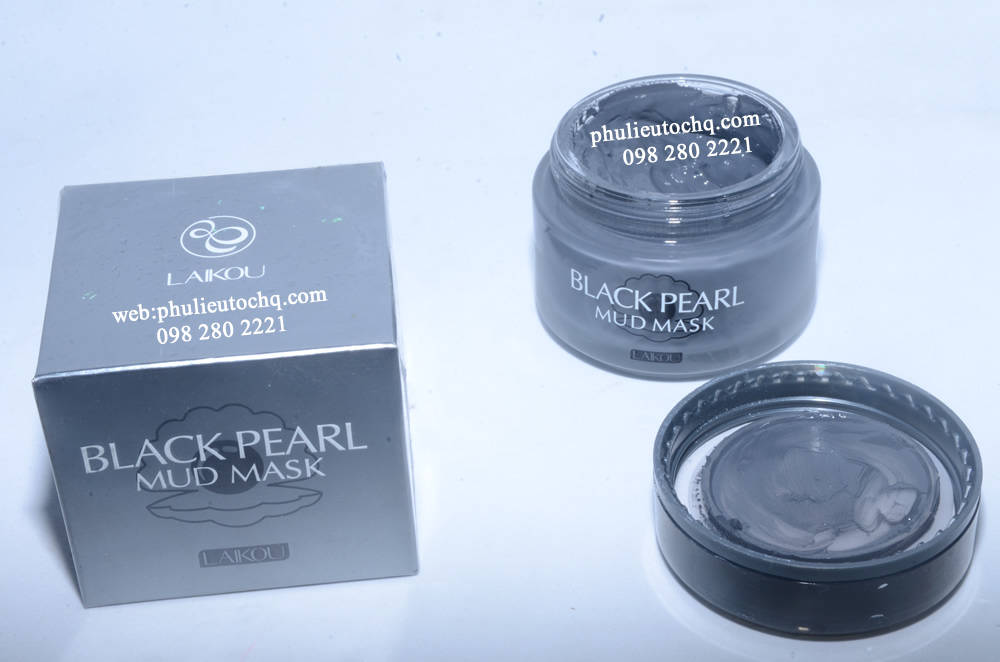 LAIKOU
web:phulieutochq.com
098 280 2221
BLACK PEARL
MUD MASK
LAIKOU
phulieutochq.com
098 280 2221
BLACK PEARL
MUD MASK
LAIKOU